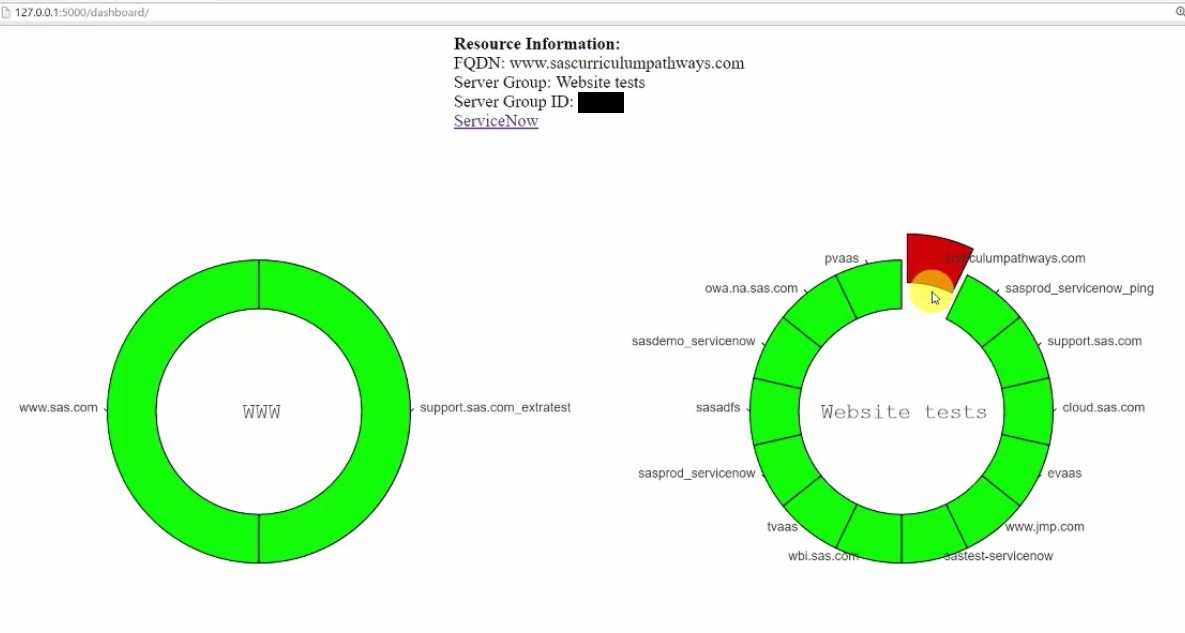 127.0.0.1:5000/dashboard/
Resource Information:
FQDN: www.sascurriculumpathways.com
Server Group: Website tests
Server Group ID:
ServiceNow
pvaas
culumpathways.com
owa.na.sas.com
sasprod_servicenow_ping
sasdemo_servicenow
support.sas.com
www.sas.com
WWW
support.sas.com_extratest
sasadfs
Website tests
cloud.sas.com
sasprod_servicenow
evaas
tvaas
www.jmp.com
wbi.sas.com
sastest-servicenow